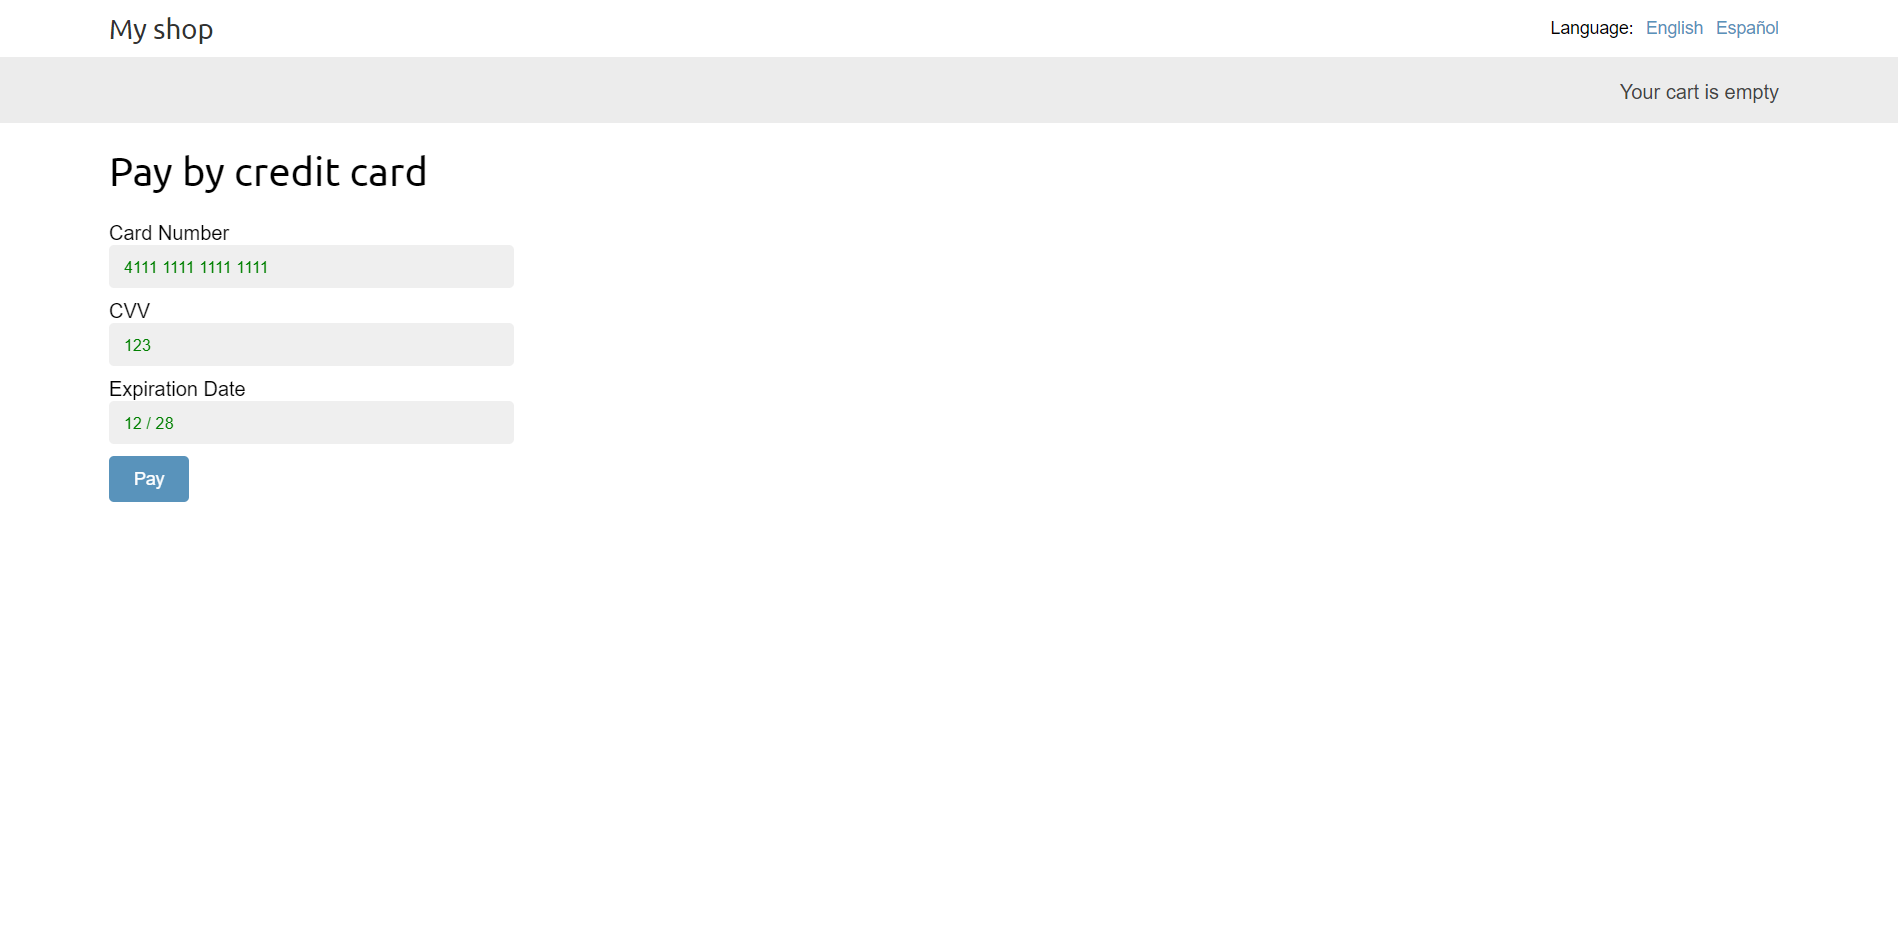 My shop
Language: English Español
Your cart is empty
Pay by credit card
Card Number
4111 1111 1111 1111
CVV
123
Expiration Date
12 / 28
Pay